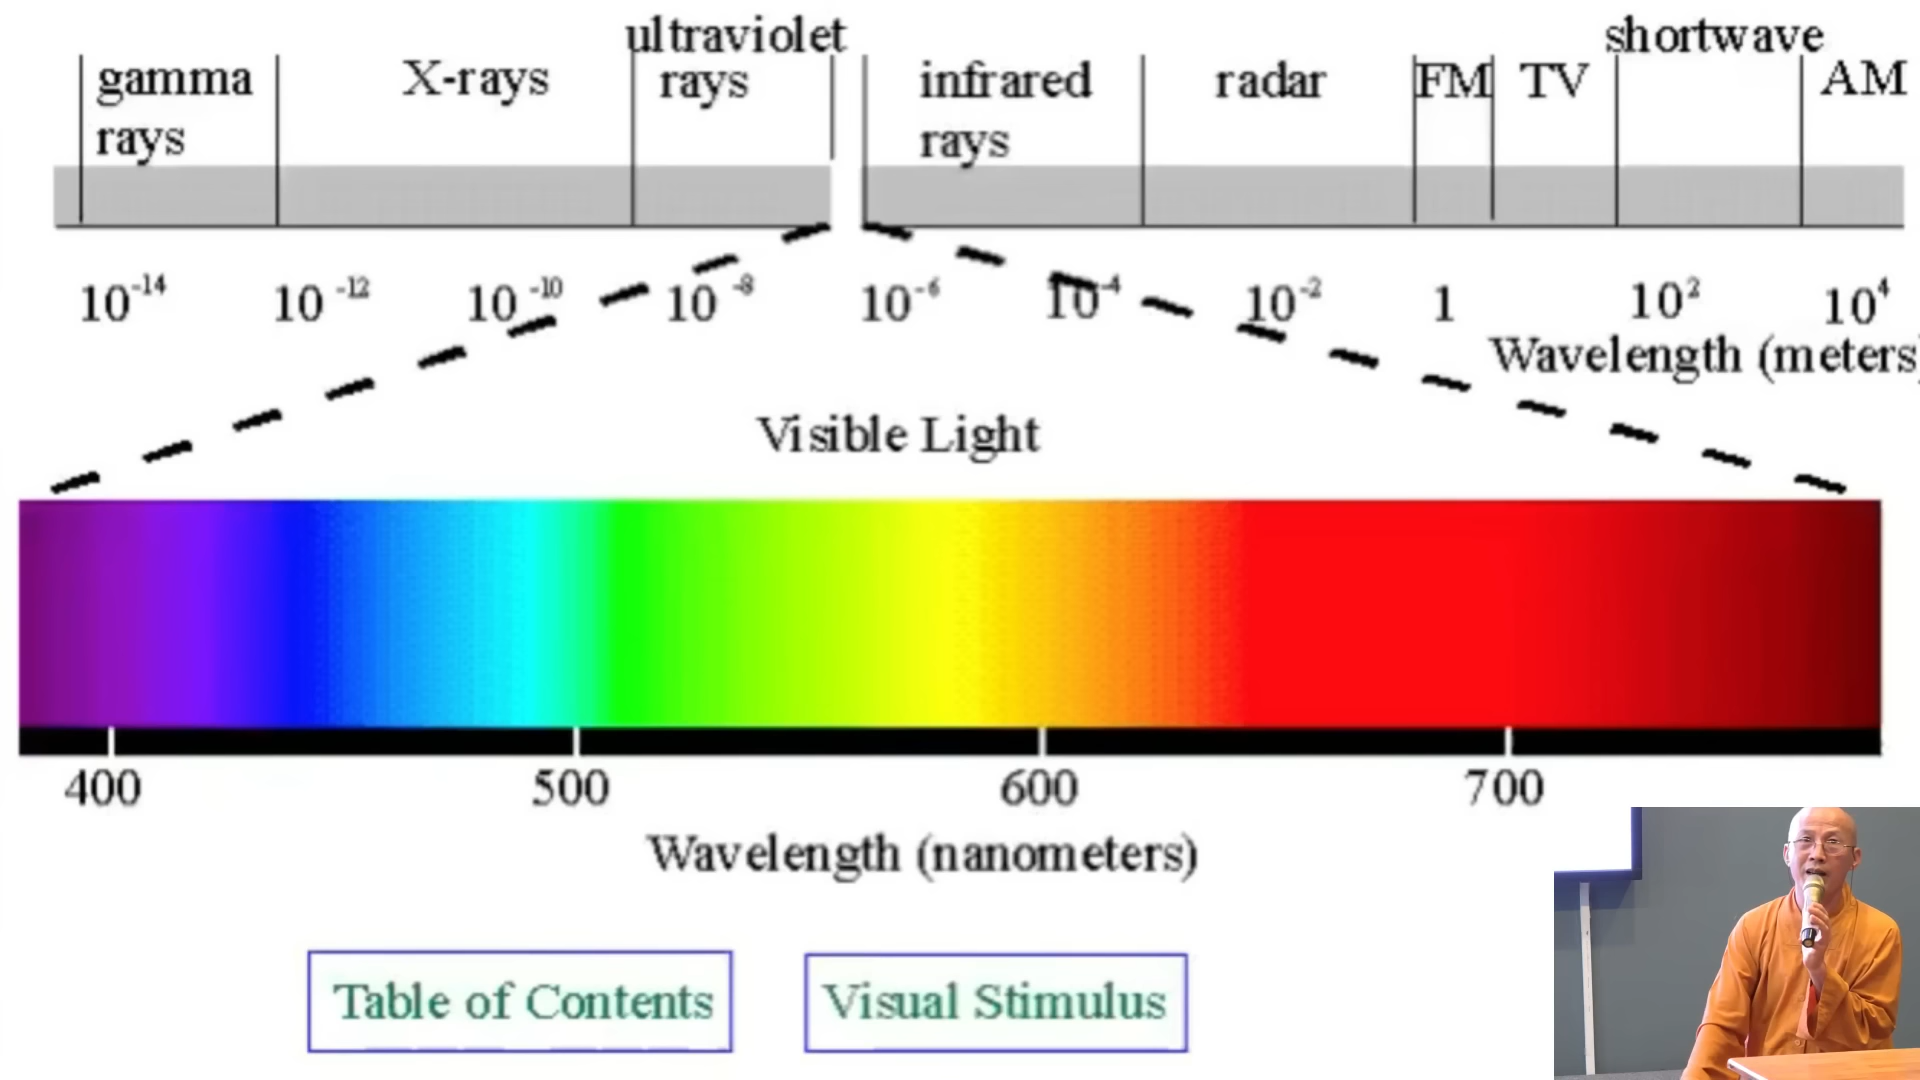 ultraviolet shortwave
gamma X-rays rays infrared radar FM TV AM
rays rays
10⁻¹⁴ 10⁻¹² 10⁻¹⁰ 10⁻⁸ 10⁻⁶ 10⁻⁴ 10⁻² 1 10² 10⁴
Wavelength (meters)
Visible Light
400 500 600 700
Wavelength (nanometers)
Table of Contents Visual Stimulus